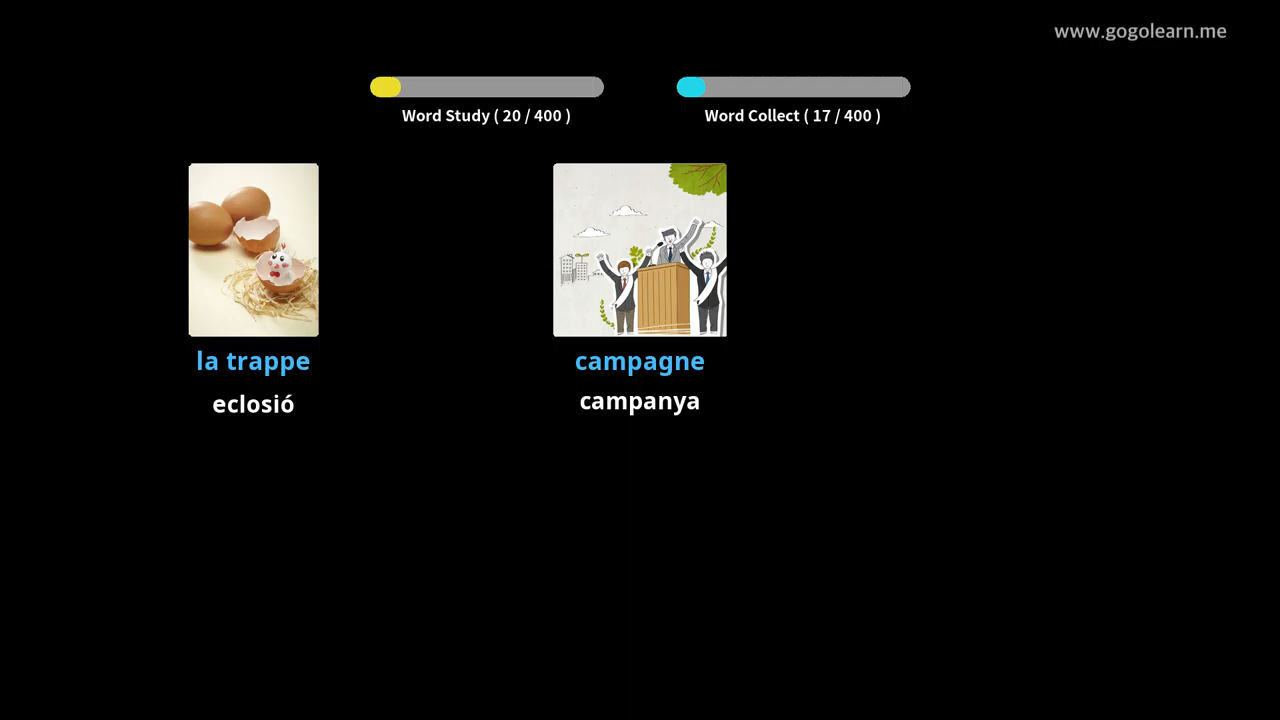 www.gogolearn.me
Word Study ( 20 / 400 )
Word Collect ( 17 / 400 )
la trappe
eclosió
campagne
campanya